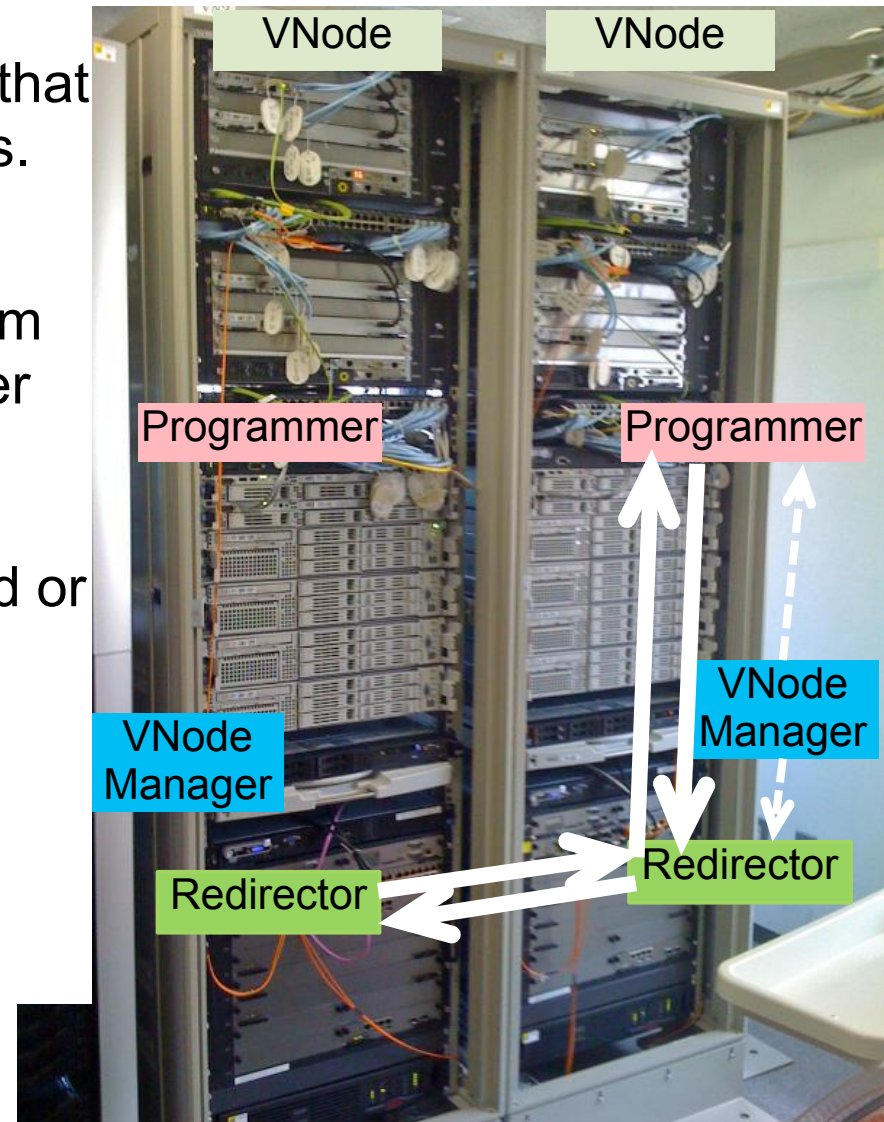 VNode
VNode
that
s.
m
er
Programmer
Programmer
d or
VNode
Manager
VNode
Manager
Redirector
Redirector